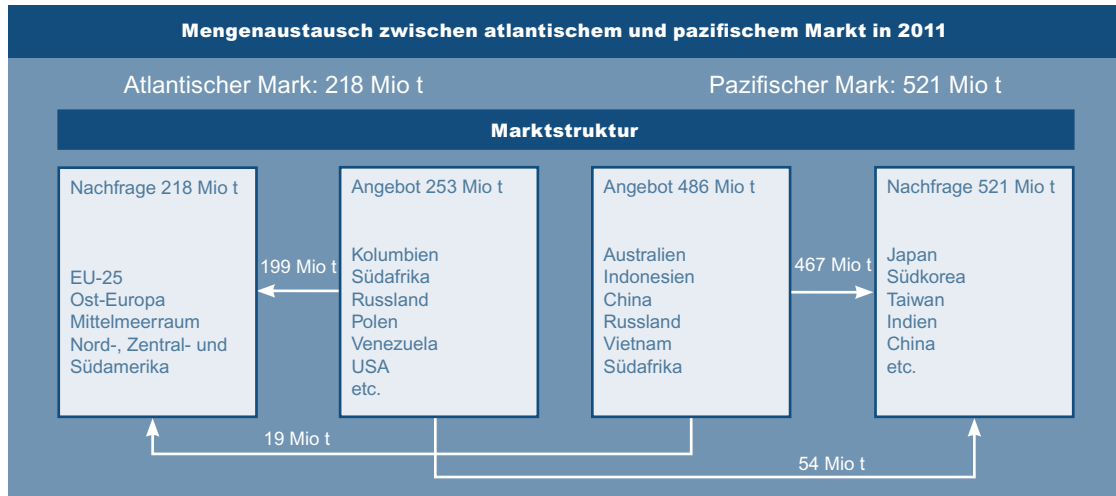 Mengenaustausch zwischen atlantischem und pazifischem Markt in 2011
Atlantischer Mark: 218 Mio t
Pazifischer Mark: 521 Mio t
Marktstruktur
Nachfrage 218 Mio t
EU-25
Ost-Europa
Mittelmeerraum
Nord-, Zentral- und
Südamerika
199 Mio t
Angebot 253 Mio t
Kolumbien
Südafrika
Russland
Polen
Venezuela
USA
etc.
Angebot 486 Mio t
Australien
Indonesien
China
Russland
Vietnam
Südafrika
467 Mio t
Nachfrage 521 Mio t
Japan
Südkorea
Taiwan
Indien
China
etc.
19 Mio t
54 Mio t